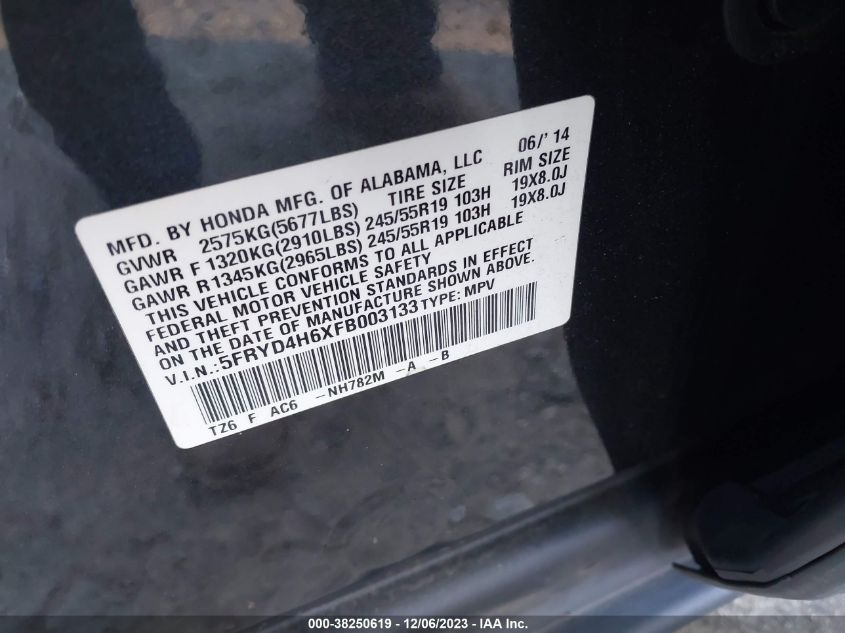 MFD. BY HONDA MFG. OF ALABAMA, LLC 06/' 14
GVWR 2575KG(5677LBS) TIRE SIZE RIM SIZE
GAWR F 1320KG(2910LBS) 245/55R19 103H 19X8.0J
GAWR R 1345KG(2965LBS) 245/55R19 103H 19X8.0J
THIS VEHICLE CONFORMS TO ALL APPLICABLE
FEDERAL MOTOR VEHICLE SAFETY
AND THEFT PREVENTION STANDARDS IN EFFECT
ON THE DATE OF MANUFACTURE SHOWN ABOVE.
V.I.N.:5FRYD4H6XFB003133 TYPE: MPV
TZ6 F AC6 -NH782M -A -B
000-38250619 - 12/06/2023 - IAA Inc.